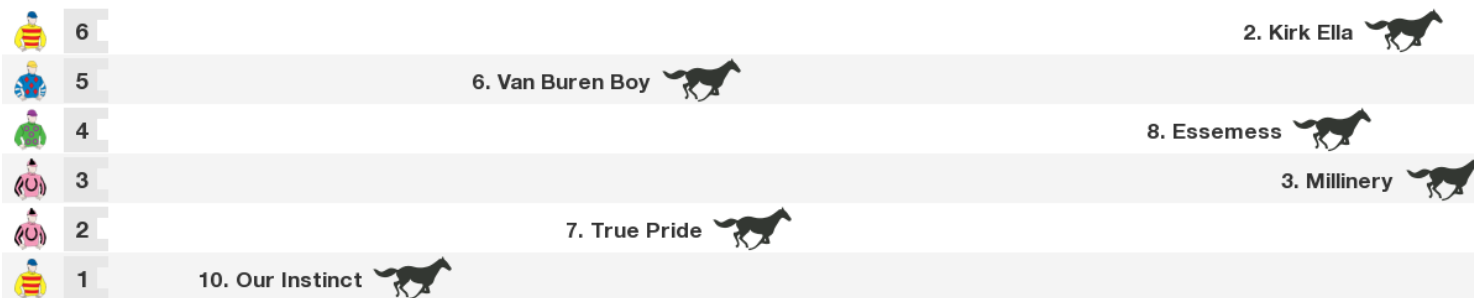 6 2. Kirk Ella
5 6. Van Buren Boy
4 8. Essemess
3 3. Millinery
2 7. True Pride
1 10. Our Instinct